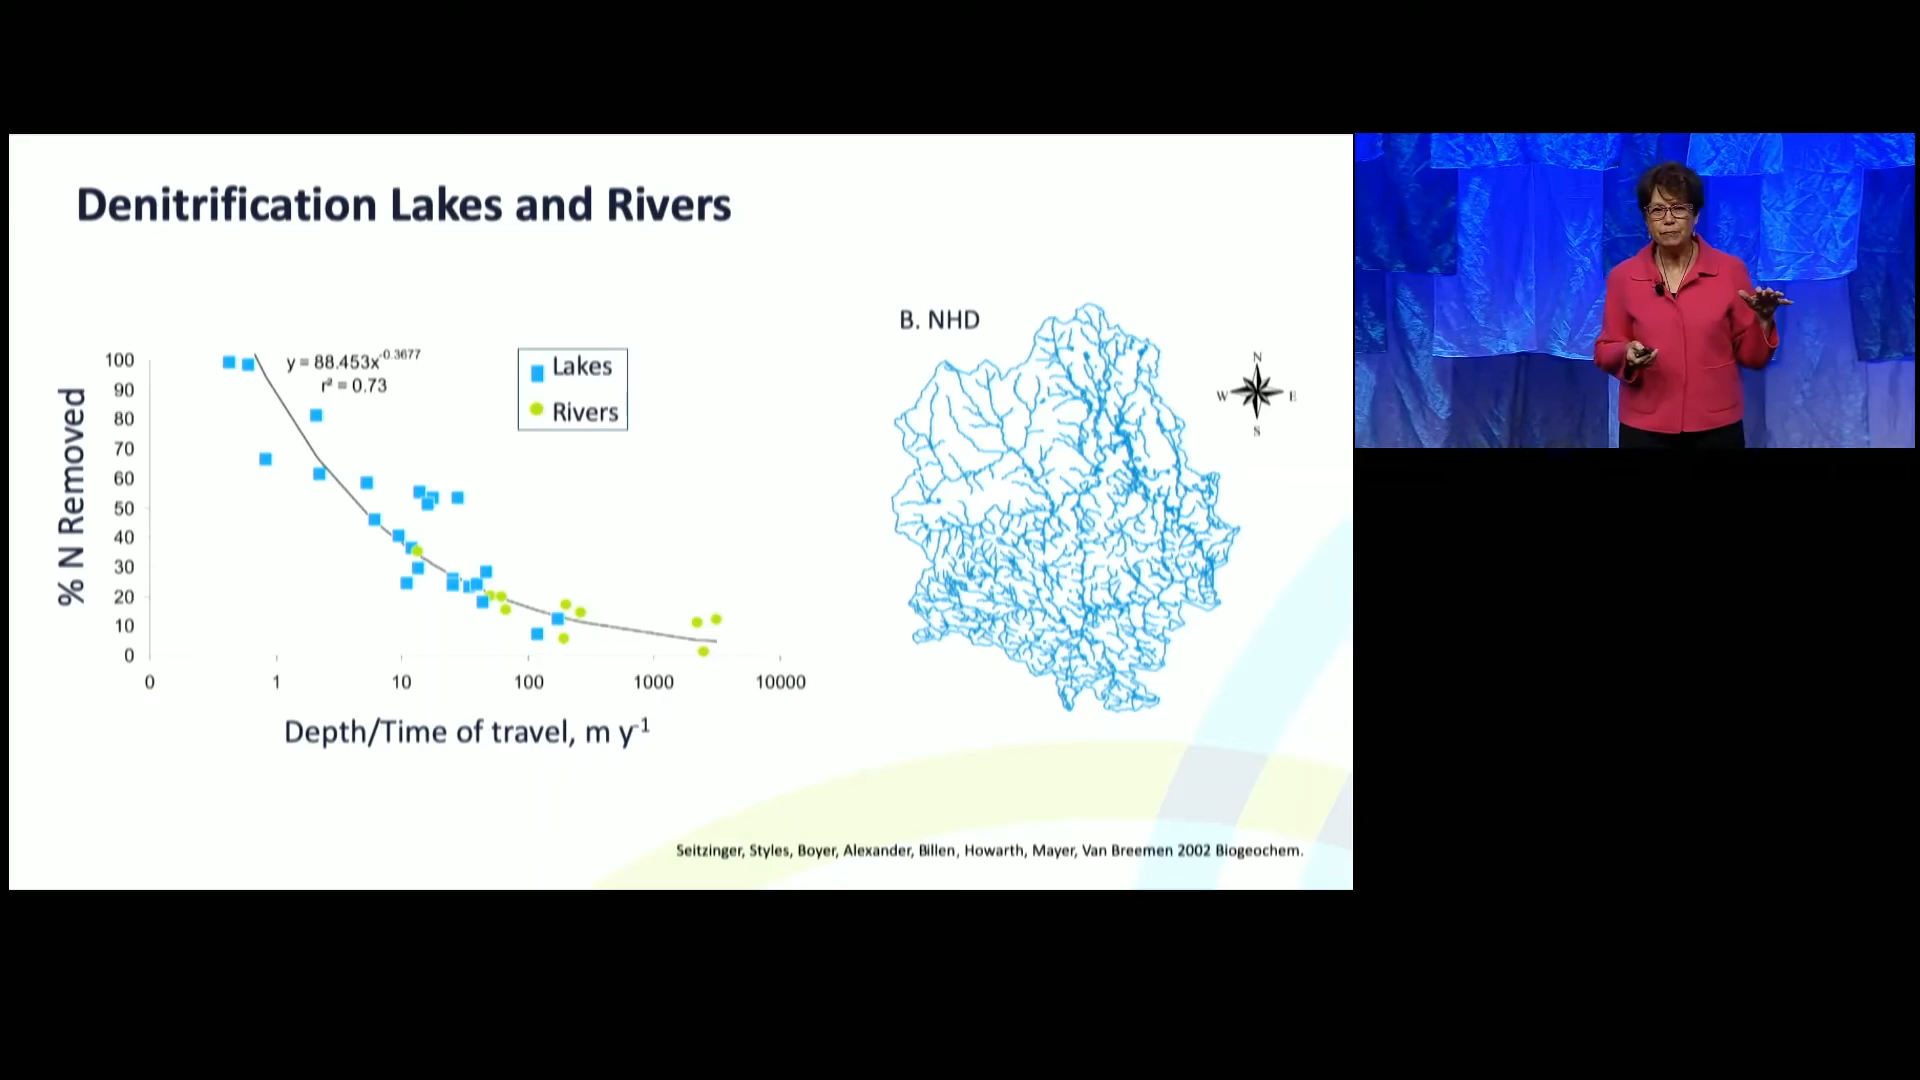 Denitrification Lakes and Rivers
% N Removed
100
90
80
70
60
50
40
30
20
10
0
y = 88.453x^-0.3677
r² = 0.73
Lakes
Rivers
0 1 10 100 1000 10000
Depth/Time of travel, m y⁻¹
B. NHD
N
W E
S
Seitzinger, Styles, Boyer, Alexander, Billen, Howarth, Mayer, Van Breemen 2002 Biogeochem.